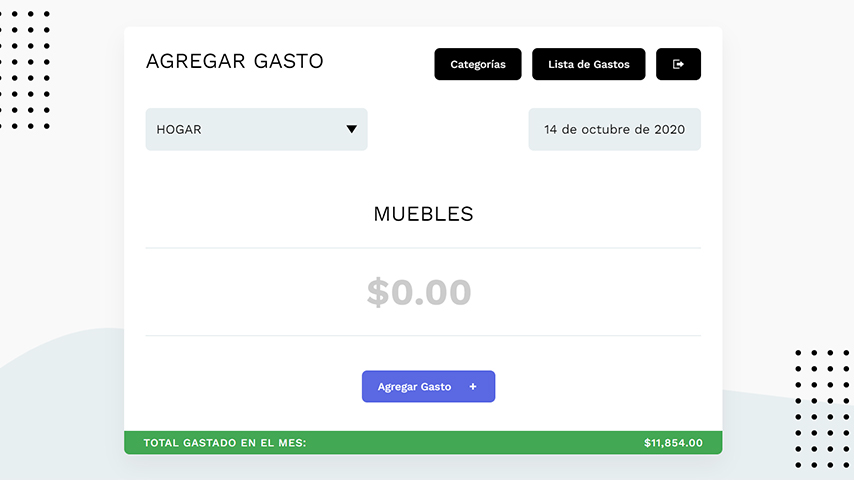 AGREGAR GASTO
Categorías
Lista de Gastos
HOGAR
14 de octubre de 2020
MUEBLES
$0.00
Agregar Gasto +
TOTAL GASTADO EN EL MES: $11,854.00